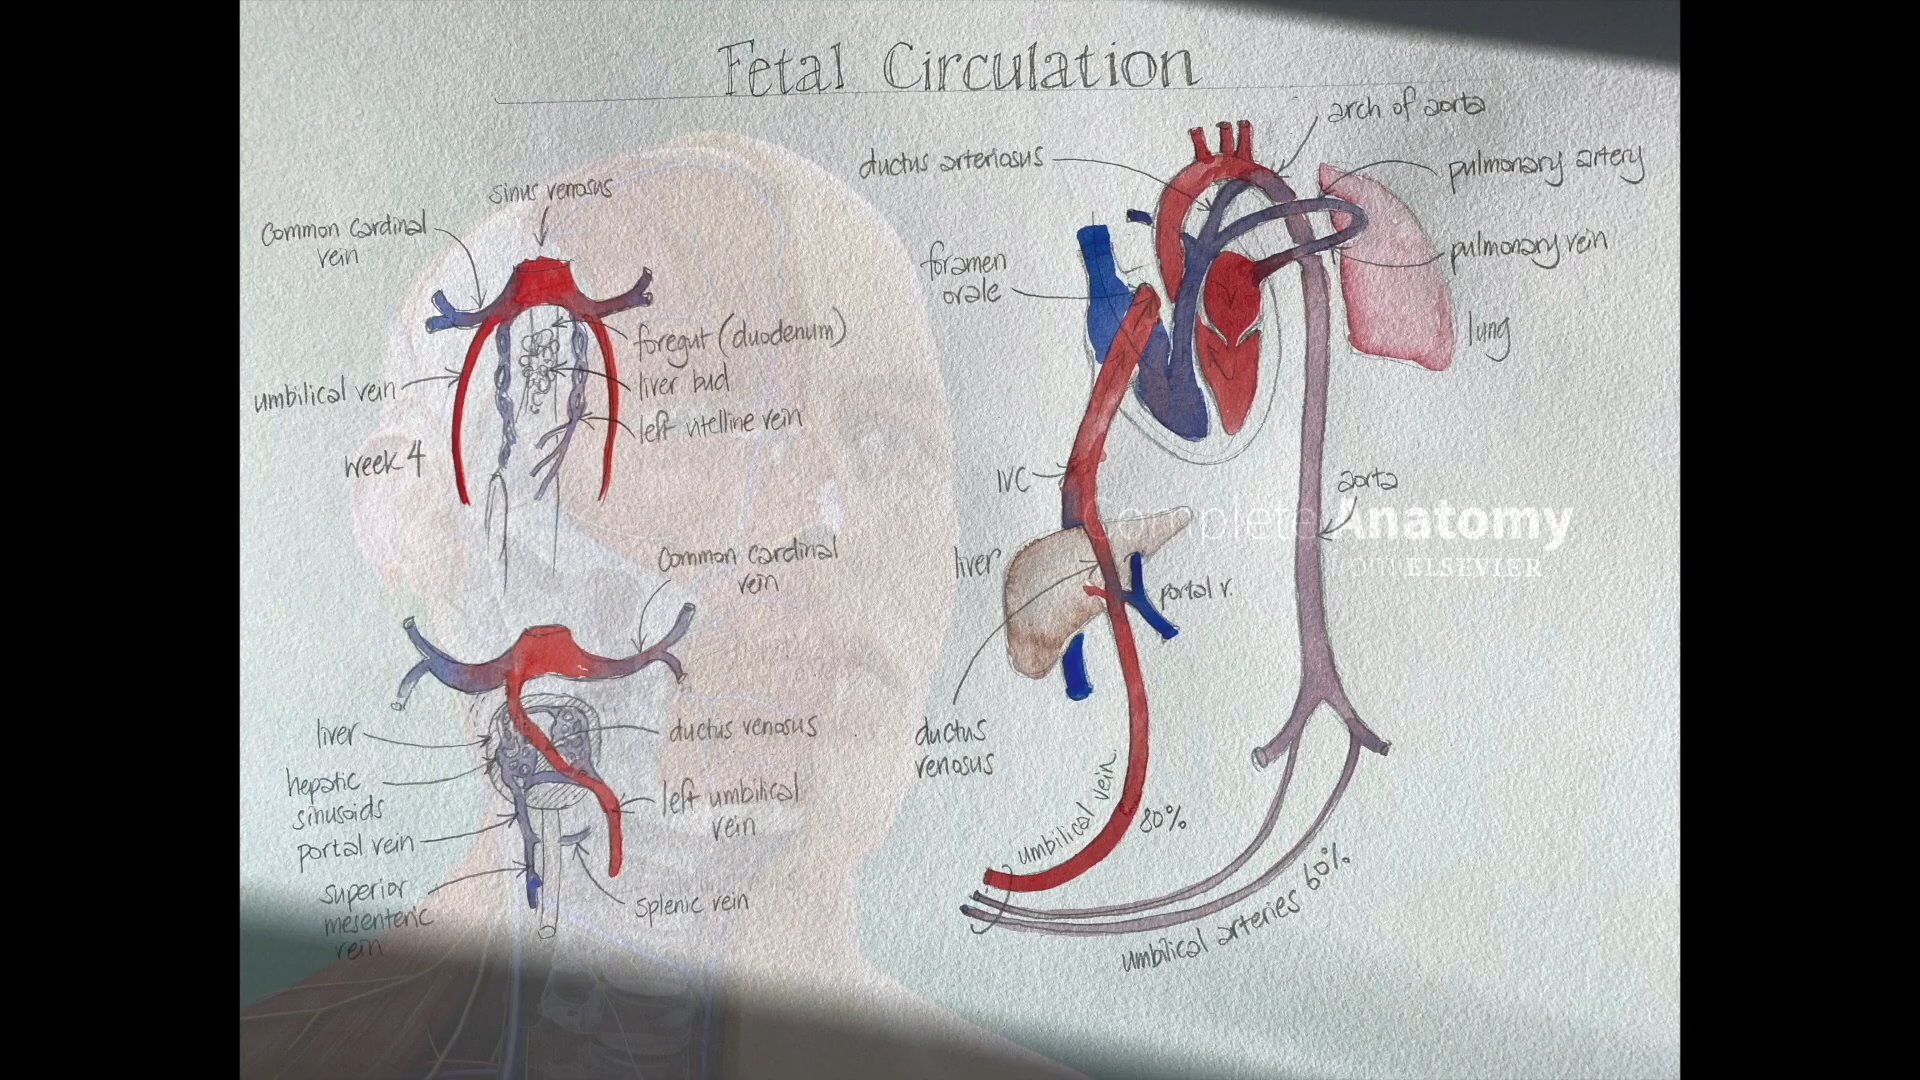 Fetal Circulation
sinus venosus
Common Cardinal
vein
umbilical vein
foregut (duodenum)
liver bud
left vitelline vein
week 4
Common Cardinal
vein
liver
hepatic
sinusoids
portal vein
superior
mesenteric
vein
ductus venosus
left umbilical
vein
splenic vein
arch of aorta
ductus arteriosus
pulmonary artery
foramen
ovale
pulmonary vein
lung
IVC
aorta
Complete Anatomy
ELSEVIER
liver
portal v.
ductus
venosus
umbilical vein
80%
umbilical arteries 60%